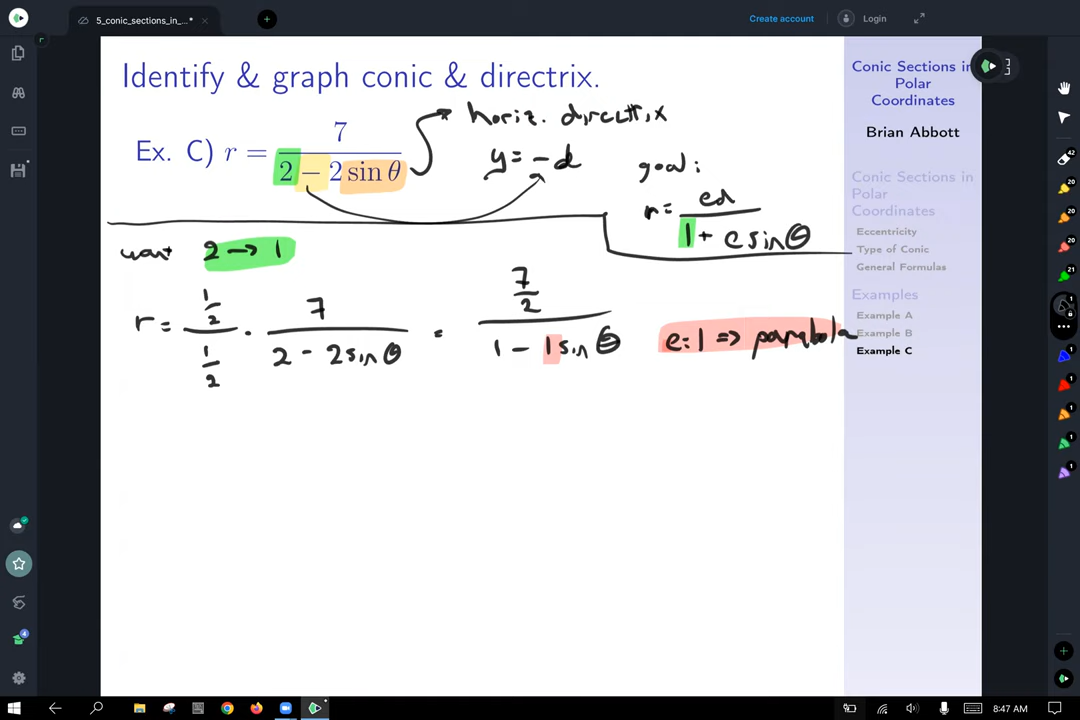 5_conic_sections_in_...*
Create account
Login
Identify & graph conic & directrix.
Ex. C) r = 7 / (2 − 2 sin θ)
horiz. directrix
y = −d
goal:
r = ed / (1 + e sin θ)
want 2 → 1
r = (1/2)/(1/2) · 7 / (2 − 2 sin θ) = (7/2) / (1 − 1 sin θ)
e = 1 ⇒ parabola
Conic Sections in
Polar
Coordinates
Brian Abbott
Conic Sections in
Polar
Coordinates
Eccentricity
Type of Conic
General Formulas
Examples
Example A
Example B
Example C
8:47 AM